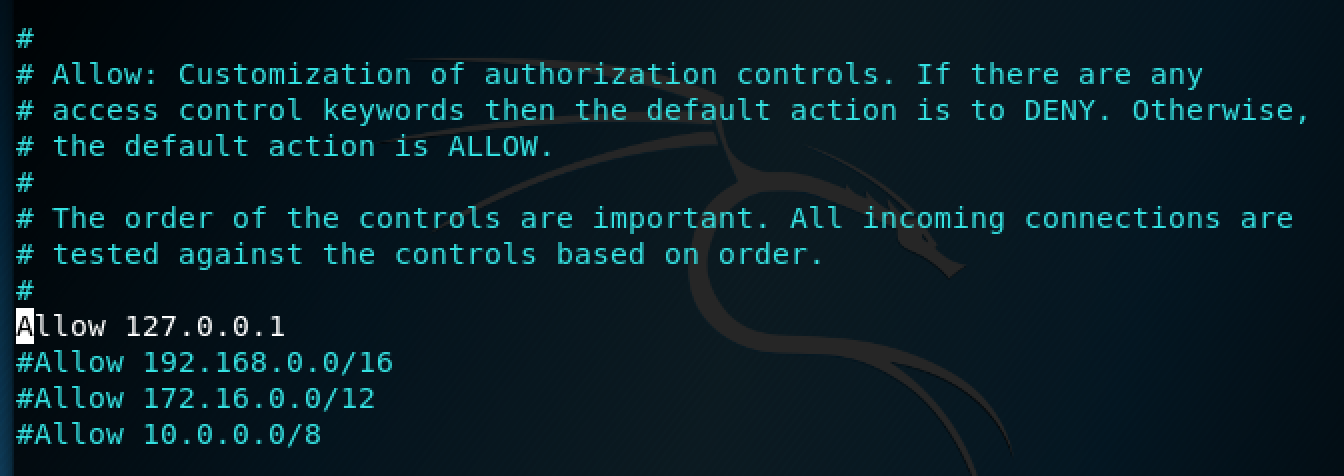 #
# Allow: Customization of authorization controls. If there are any
# access control keywords then the default action is to DENY. Otherwise,
# the default action is ALLOW.
#
# The order of the controls are important. All incoming connections are
# tested against the controls based on order.
#
Allow 127.0.0.1
#Allow 192.168.0.0/16
#Allow 172.16.0.0/12
#Allow 10.0.0.0/8